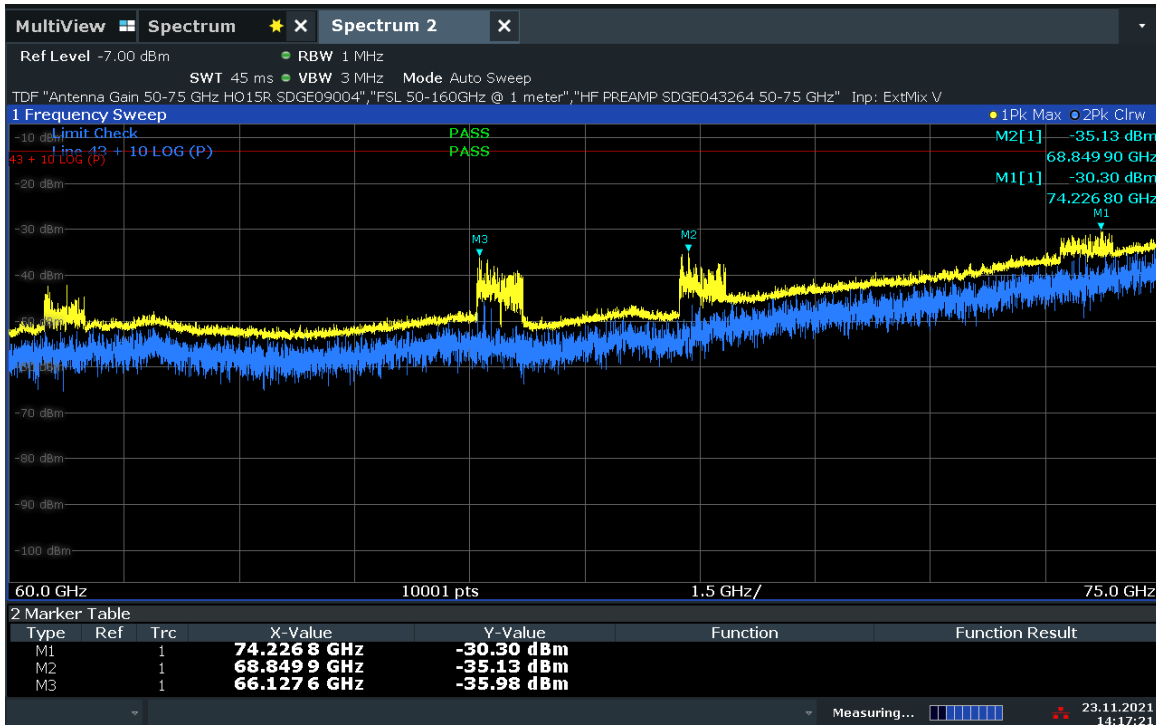 MultiView Spectrum X Spectrum 2 X
Ref Level -7.00 dBm RBW 1 MHz
SWT 45 ms VBW 3 MHz Mode Auto Sweep
TDF "Antenna Gain 50-75 GHz HO15R SDGE09004","FSL 50-160GHz @ 1 meter","HF PREAMP SDGE043264 50-75 GHz" Inp: ExtMix V
1 Frequency Sweep 1Pk Max 2Pk Clrw
-10 dBm Limit Check PASS M2[1] -35.13 dBm
43 + 10 LOG (P) Line 43 + 10 LOG (P) PASS 68.849 90 GHz
-20 dBm M1[1] -30.30 dBm
74.226 80 GHz
M1
-30 dBm
M3 M2
-40 dBm
-50 dBm
-60 dBm
-70 dBm
-80 dBm
-90 dBm
-100 dBm
60.0 GHz 10001 pts 1.5 GHz/ 75.0 GHz
2 Marker Table
Type Ref Trc X-Value Y-Value Function Function Result
M1 1 74.226 8 GHz -30.30 dBm
M2 1 68.849 9 GHz -35.13 dBm
M3 1 66.127 6 GHz -35.98 dBm
Measuring... 23.11.2021
14:17:21